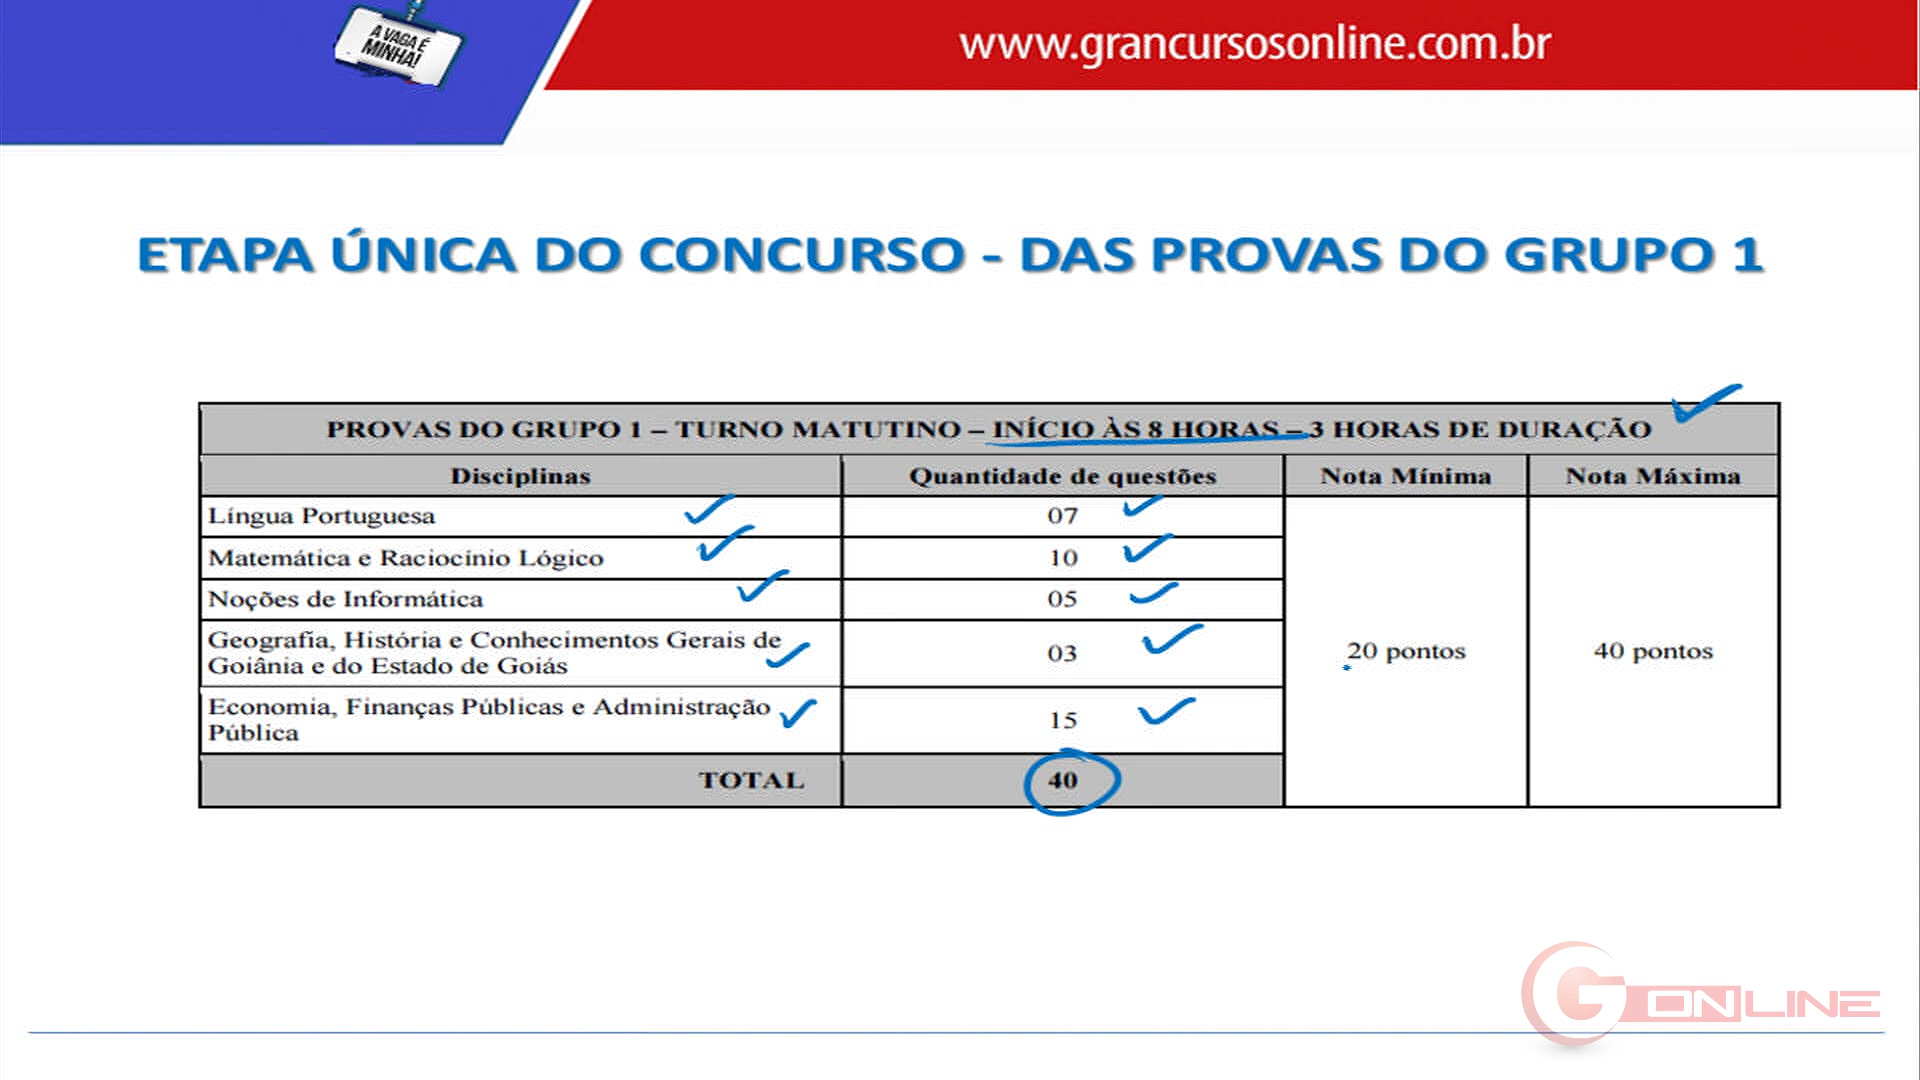 A VAGA É
MINHA!
www.grancursosonline.com.br
ETAPA ÚNICA DO CONCURSO - DAS PROVAS DO GRUPO 1
PROVAS DO GRUPO 1 – TURNO MATUTINO – INÍCIO ÀS 8 HORAS – 3 HORAS DE DURAÇÃO
Disciplinas Quantidade de questões Nota Mínima Nota Máxima
Língua Portuguesa 07
Matemática e Raciocínio Lógico 10
Noções de Informática 05
Geografia, História e Conhecimentos Gerais de
Goiânia e do Estado de Goiás 03 20 pontos 40 pontos
Economia, Finanças Públicas e Administração
Pública 15
TOTAL 40
G ONLINE